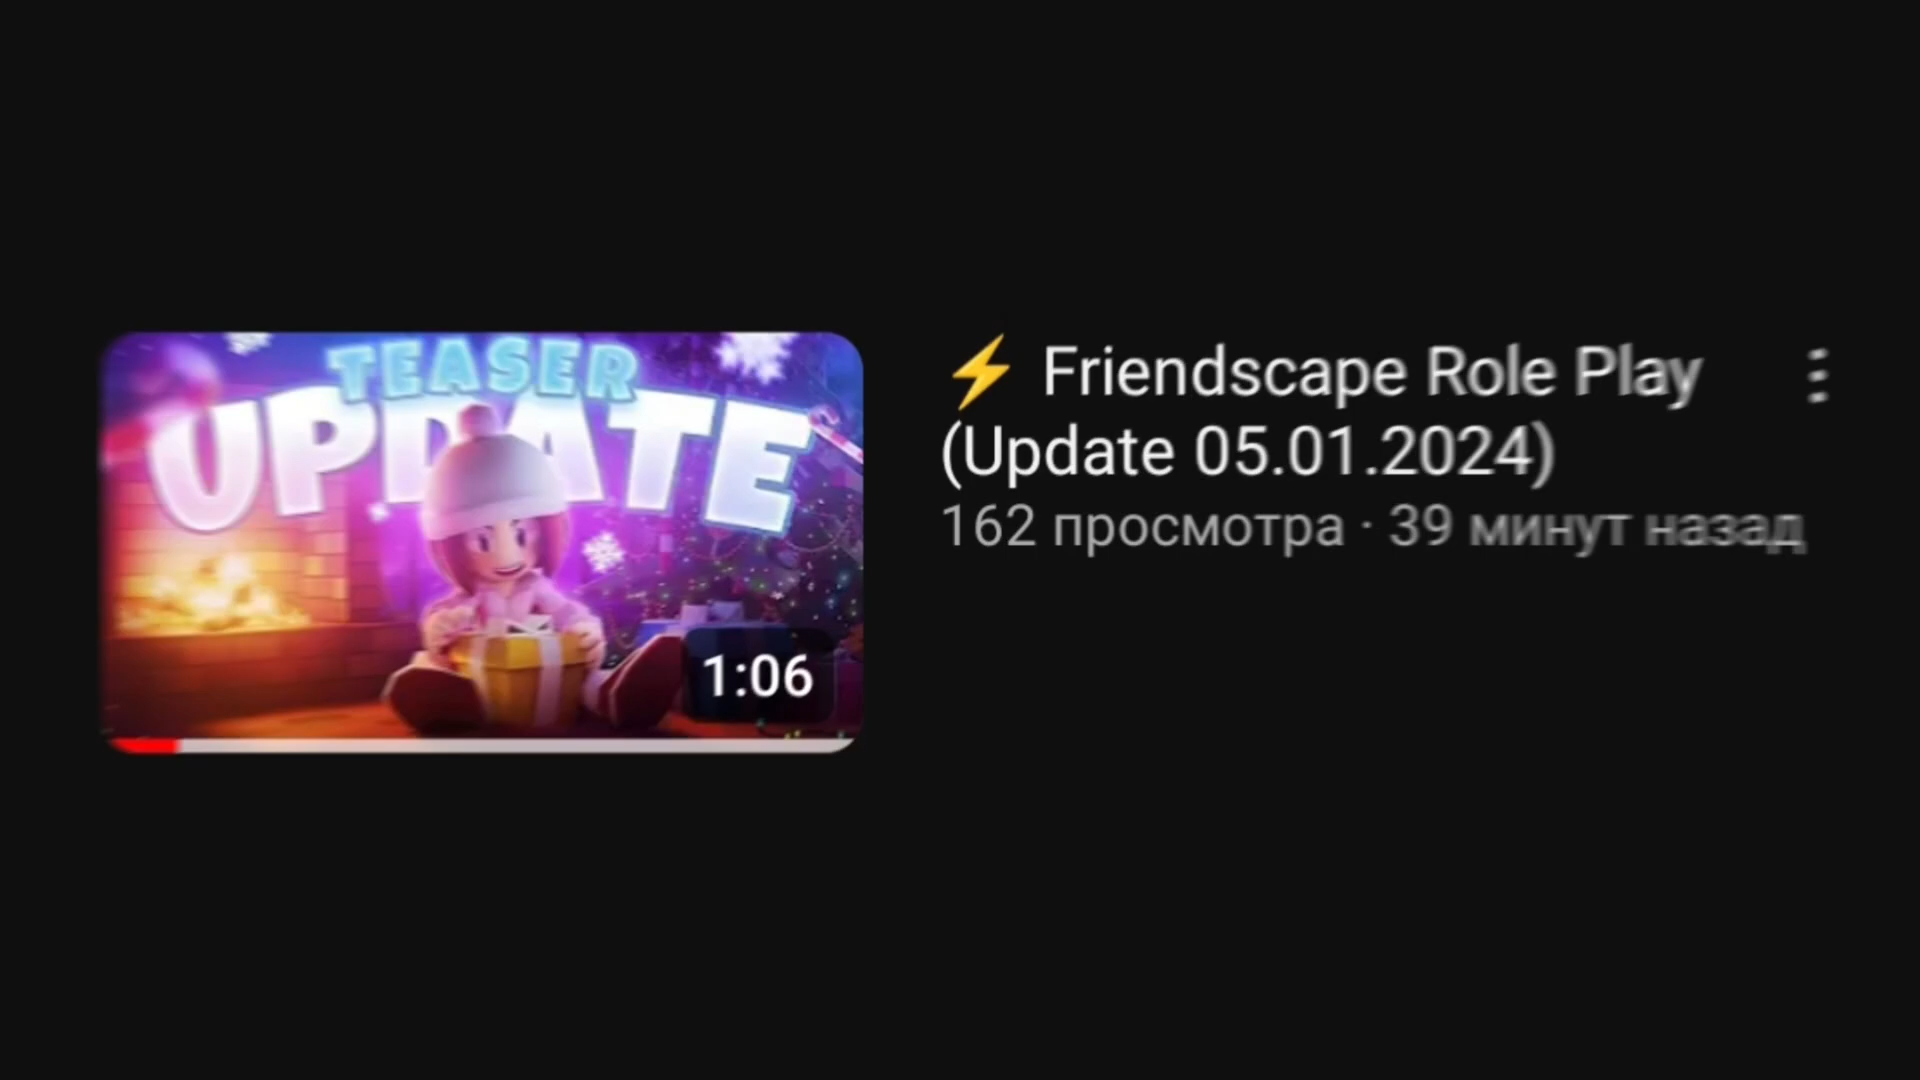 TEASER
UPDATE
1:06
⚡ Friendscape Role Play
(Update 05.01.2024)
162 просмотра · 39 минут назад